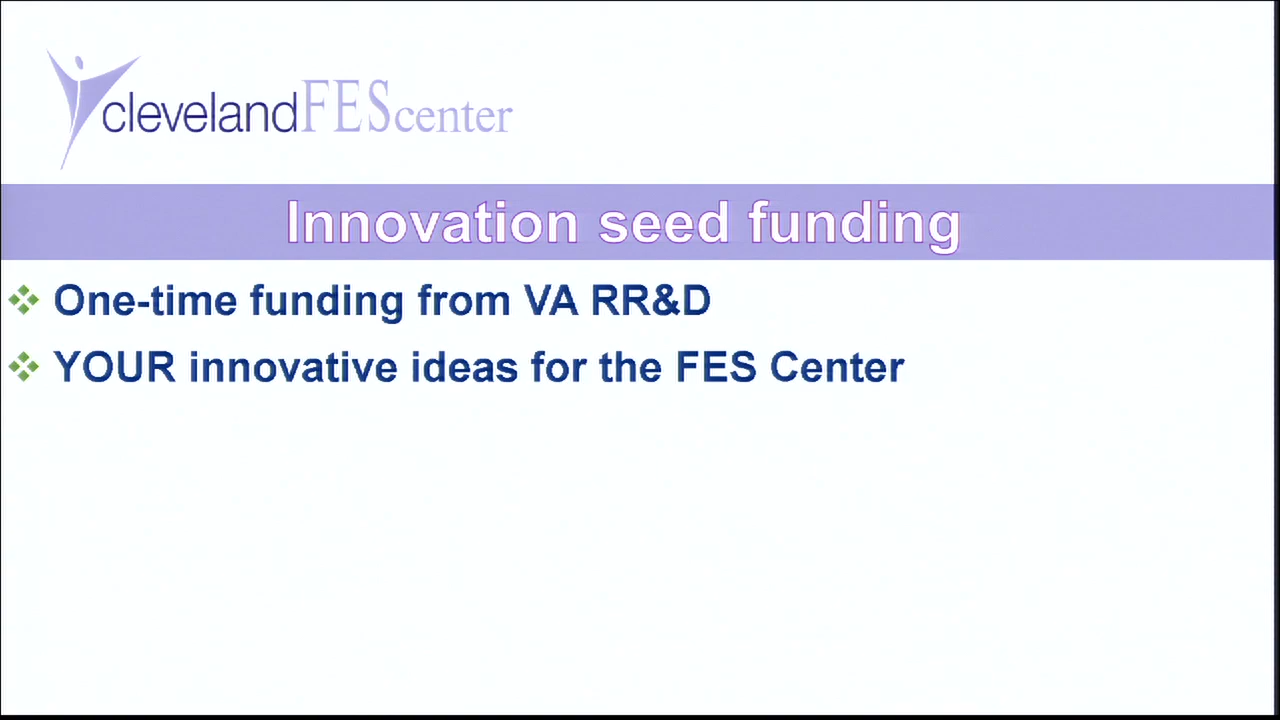 clevelandFEScenter
Innovation seed funding
One-time funding from VA RR&D
YOUR innovative ideas for the FES Center